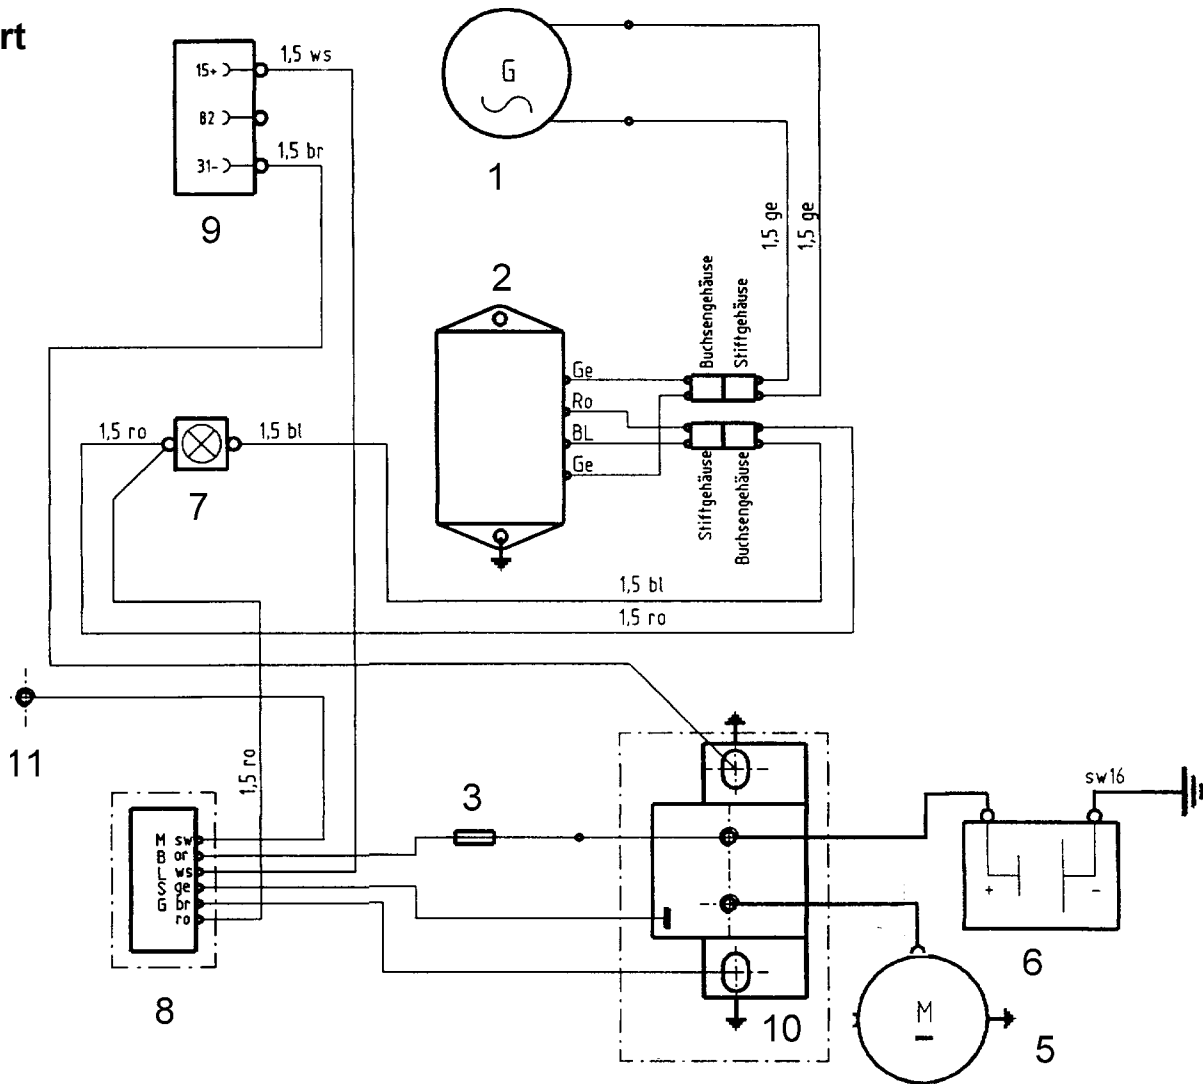 rt
15+
82
31-
1,5 ws
1,5 br
9
G
1
1,5 ge
1,5 ge
2
Ge
Ro
BL
Ge
Buchsengehäuse
Stiftgehäuse
Stiftgehäuse
Buchsengehäuse
1,5 ro
1,5 bl
7
1,5 bl
1,5 ro
11
1,5 ro
M sw
B or
L ws
S ge
G br
ro
8
3
10
sw16
+
-
6
M
5